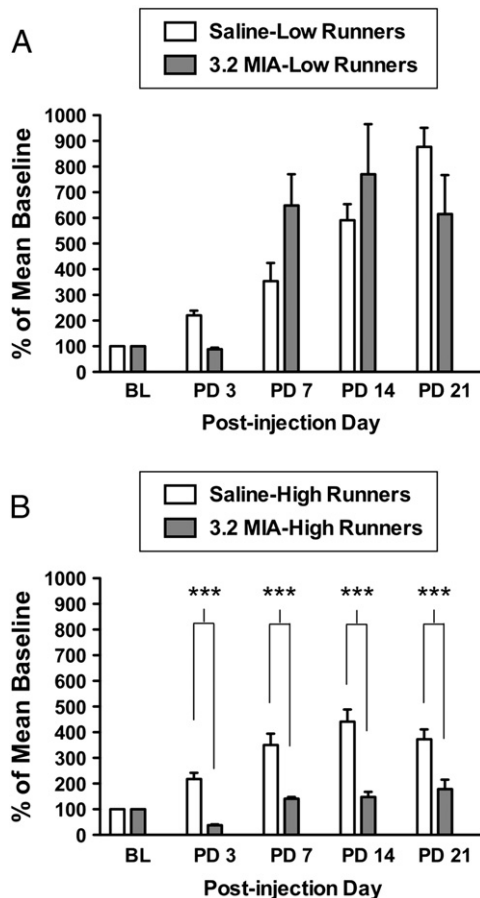 A
Saline-Low Runners
3.2 MIA-Low Runners
% of Mean Baseline
1000
900
800
700
600
500
400
300
200
100
0
BL PD 3 PD 7 PD 14 PD 21
Post-injection Day
B
Saline-High Runners
3.2 MIA-High Runners
% of Mean Baseline
1000
900
800
700
600
500
400
300
200
100
0
*** *** *** ***
BL PD 3 PD 7 PD 14 PD 21
Post-injection Day